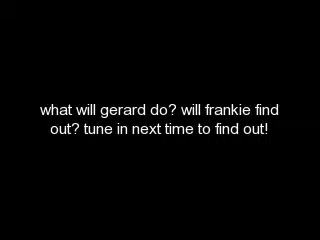 what will gerard do? will frankie find
out? tune in next time to find out!